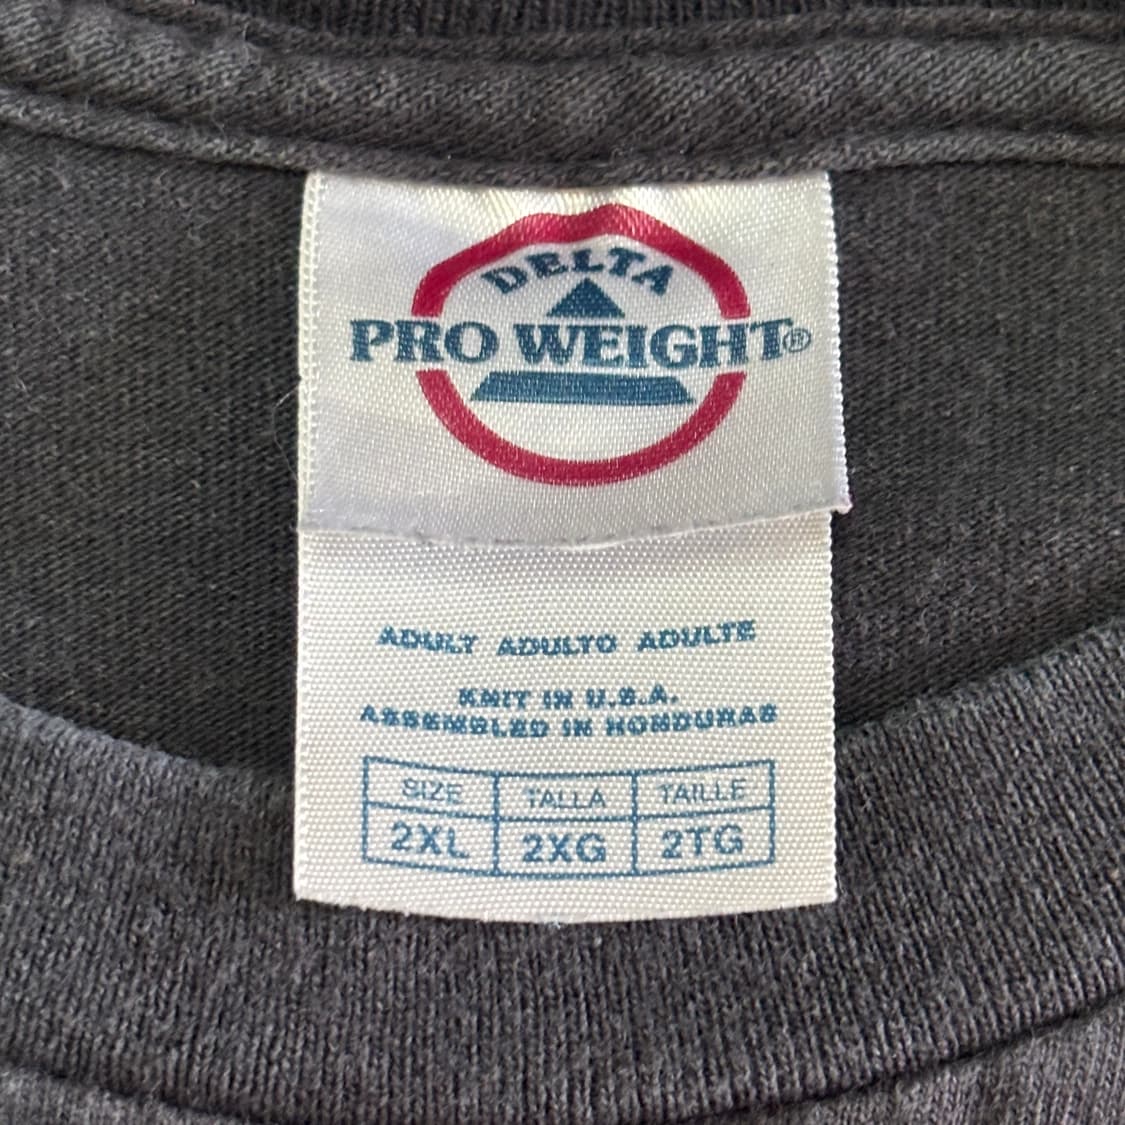 DELTA
PRO WEIGHT®
ADULT ADULTO ADULTE
KNIT IN U.S.A.
ASSEMBLED IN HONDURAS
SIZE TALLA TAILLE
2XL 2XG 2TG